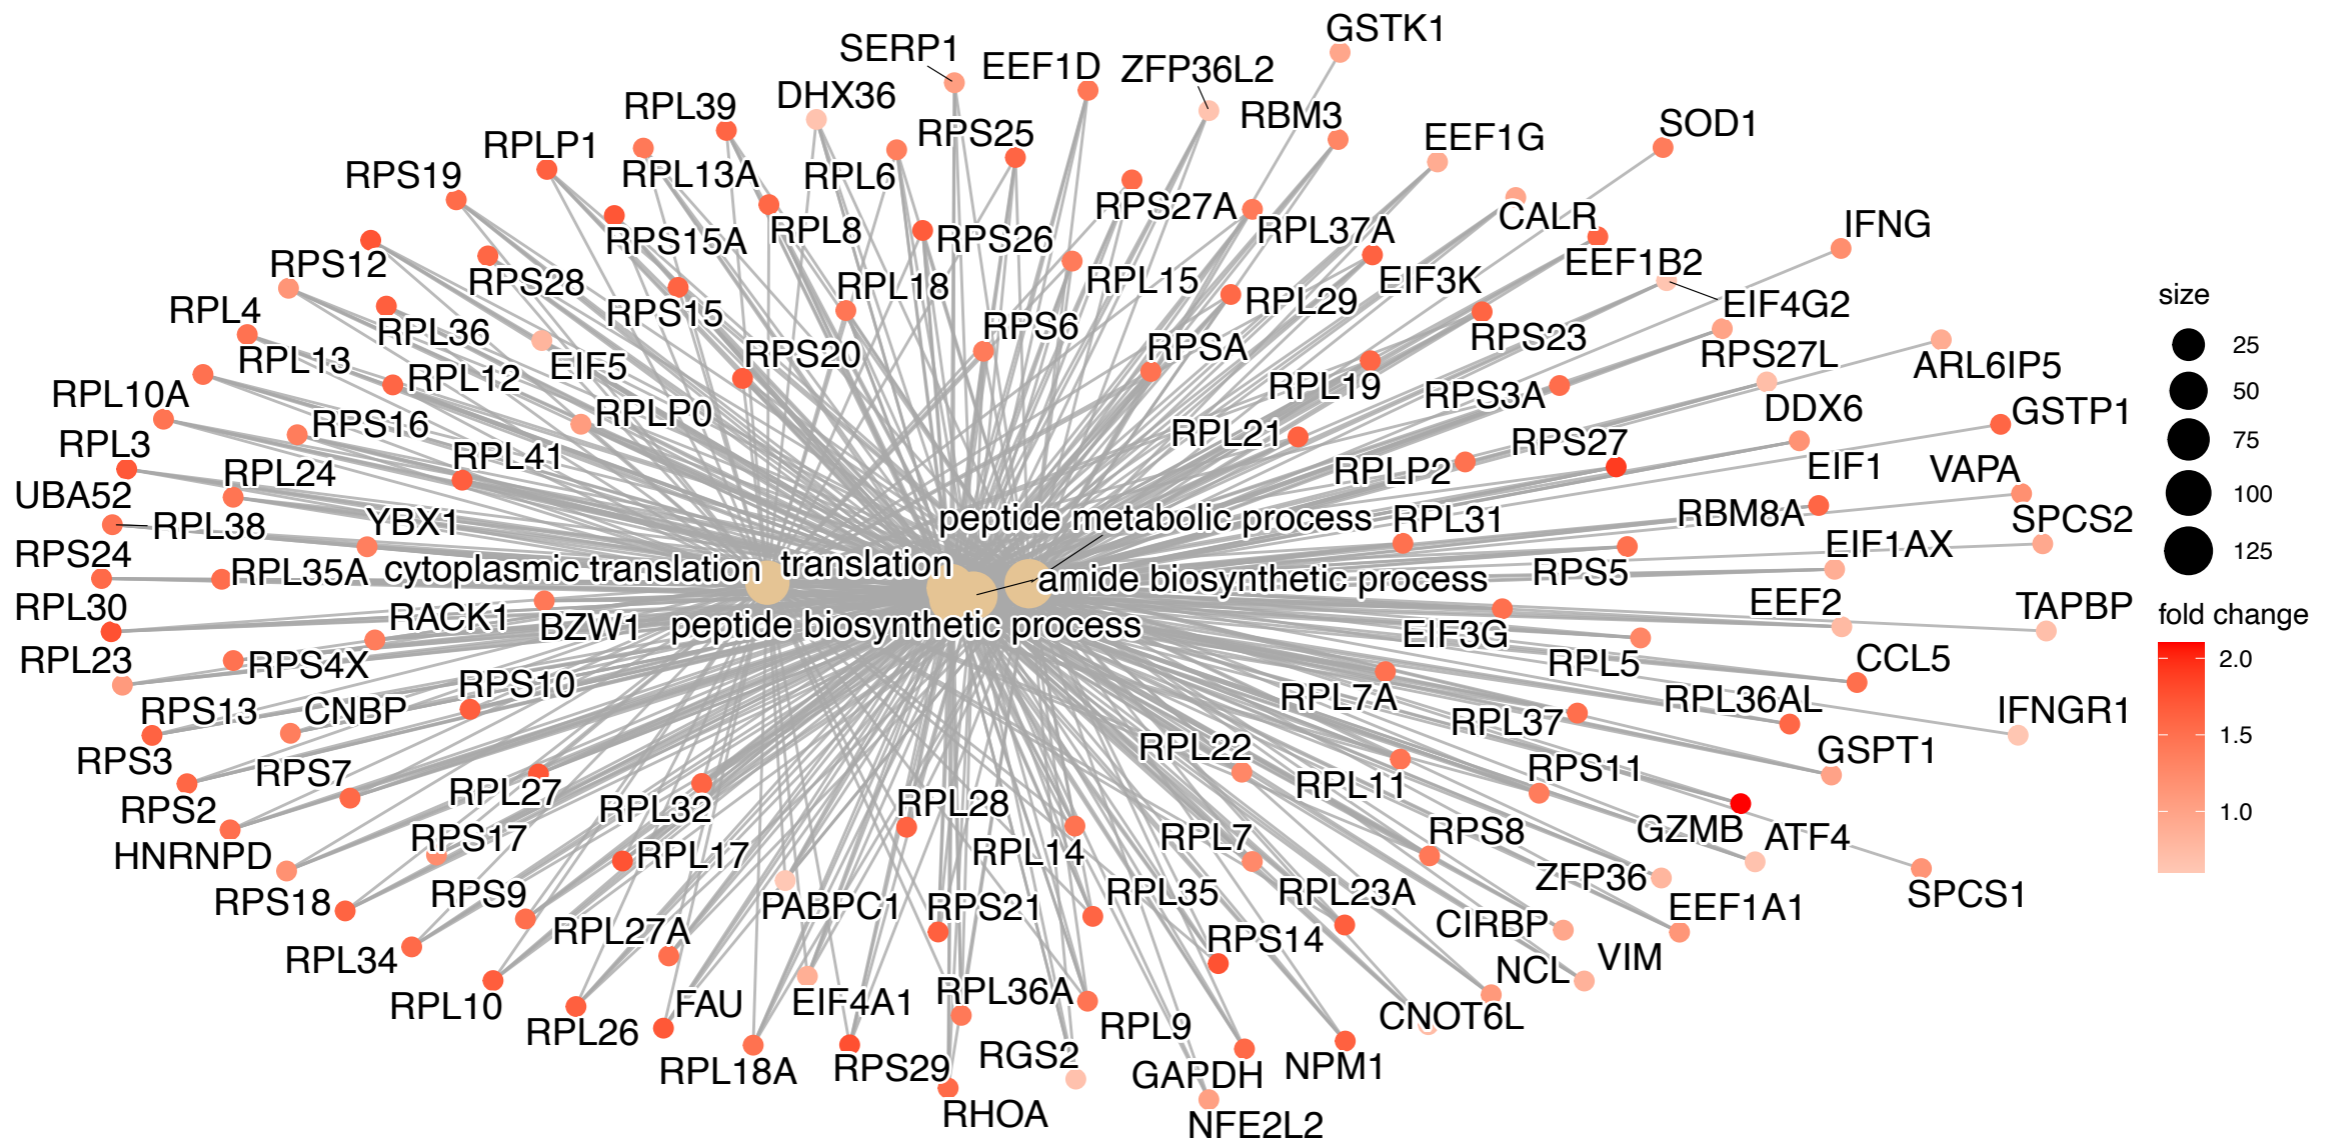 GSTK1
SERP1
EEF1D
ZFP36L2
DHX36
RPL39
RBM3
SOD1
RPS25
EEF1G
RPLP1
RPL13A
RPL6
RPS19
RPS27A
CALR
IFNG
RPS15A
RPL8
RPS26
RPL37A
RPS12
RPS28
RPL18
RPL15
EIF3K
EEF1B2
size
RPL4
RPS15
RPL29
EIF4G2
RPL36
RPS6
RPS23
25
RPL13
EIF5
RPS20
RPSA
RPS27L
ARL6IP5
RPL10A
RPL12
RPL19
RPS3A
50
RPS16
RPLP0
DDX6
GSTP1
RPL3
RPL41
RPL21
RPS27
75
RPL24
RPLP2
EIF1
VAPA
UBA52
RPL38
YBX1
peptide metabolic process
RPL31
RBM8A
SPCS2
100
RPS24
RPL35A
cytoplasmic translation
translation
amide biosynthetic process
RPS5
EIF1AX
125
RPL30
RACK1
BZW1
peptide biosynthetic process
EIF3G
EEF2
TAPBP
fold change
RPL23
RPS4X
RPL5
CCL5
2.0
RPS13
CNBP
RPS10
RPL7A
RPL36AL
IFNGR1
RPL37
1.5
RPS3
RPS7
RPL22
RPS11
GSPT1
RPS2
RPL27
RPL32
RPL28
RPL11
1.0
HNRNPD
RPS17
RPL17
RPL14
RPL7
RPS8
GZMB
ATF4
RPS18
RPS9
PABPC1
RPS21
RPL35
RPL23A
ZFP36
SPCS1
RPL34
RPL27A
RPS14
CIRBP
EEF1A1
RPL10
FAU
EIF4A1
RPL36A
NCL
VIM
RPL26
RPL9
CNOT6L
RPL18A
RPS29
RGS2
GAPDH
NPM1
RHOA
NFE2L2